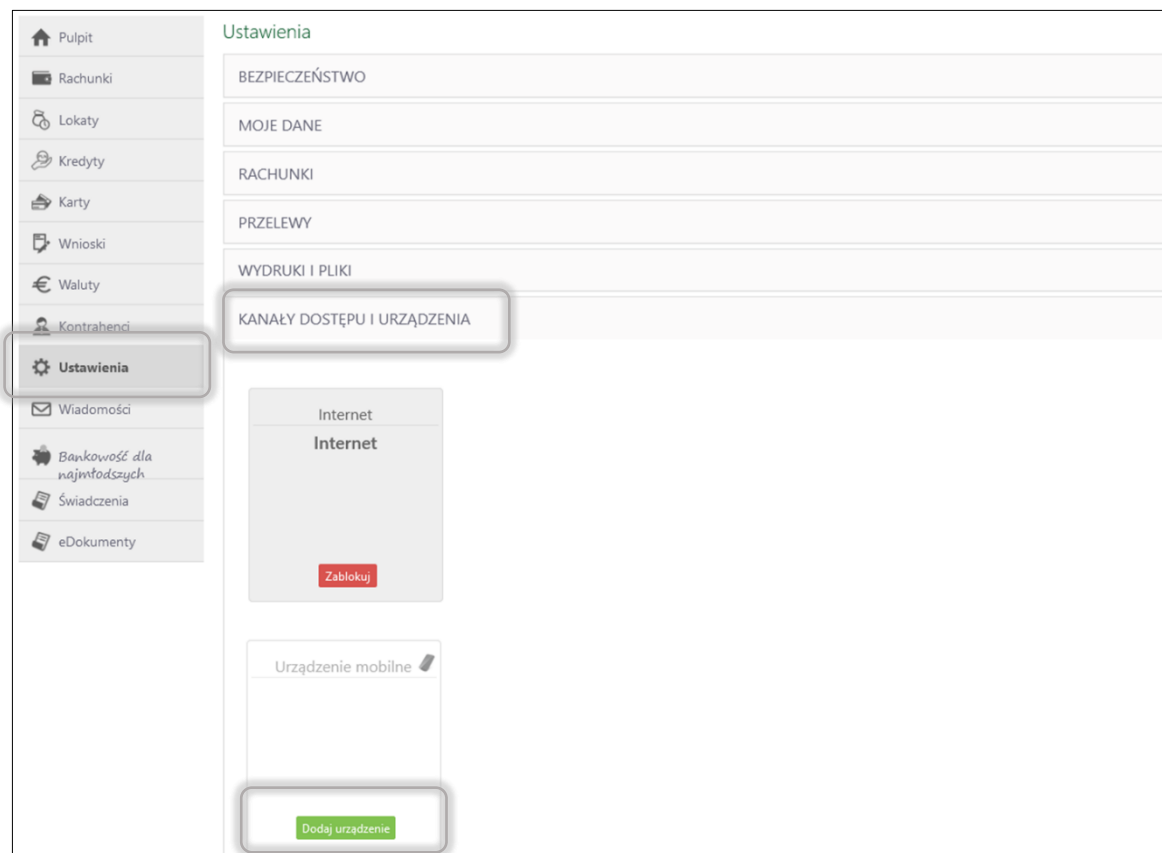 Pulpit
Rachunki
Lokaty
Kredyty
Karty
Wnioski
Waluty
Kontrahenci
Ustawienia
Wiadomości
Bankowość dla
najmłodszych
Świadczenia
eDokumenty
Ustawienia
BEZPIECZEŃSTWO
MOJE DANE
RACHUNKI
PRZELEWY
WYDRUKI I PLIKI
KANAŁY DOSTĘPU I URZĄDZENIA
Internet
Internet
Zablokuj
Urządzenie mobilne
Dodaj urządzenie